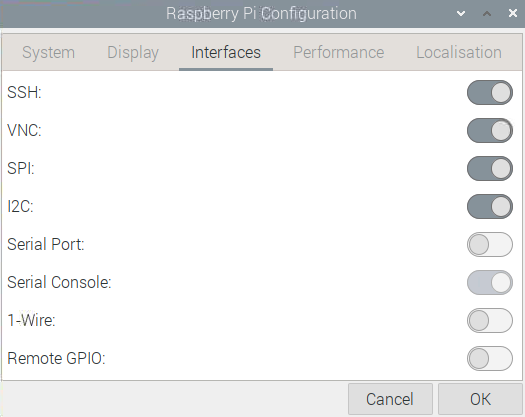 Raspberry Pi Configuration
System Display Interfaces Performance Localisation
SSH:
VNC:
SPI:
I2C:
Serial Port:
Serial Console:
1-Wire:
Remote GPIO:
Cancel OK